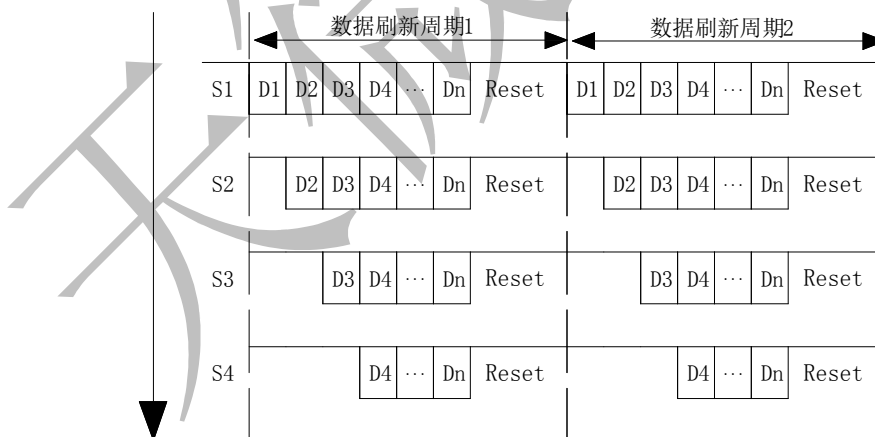 数据刷新周期1 数据刷新周期2
S1 D1 D2 D3 D4 ··· Dn Reset D1 D2 D3 D4 ··· Dn Reset
S2 D2 D3 D4 ··· Dn Reset D2 D3 D4 ··· Dn Reset
S3 D3 D4 ··· Dn Reset D3 D4 ··· Dn Reset
S4 D4 ··· Dn Reset D4 ··· Dn Reset